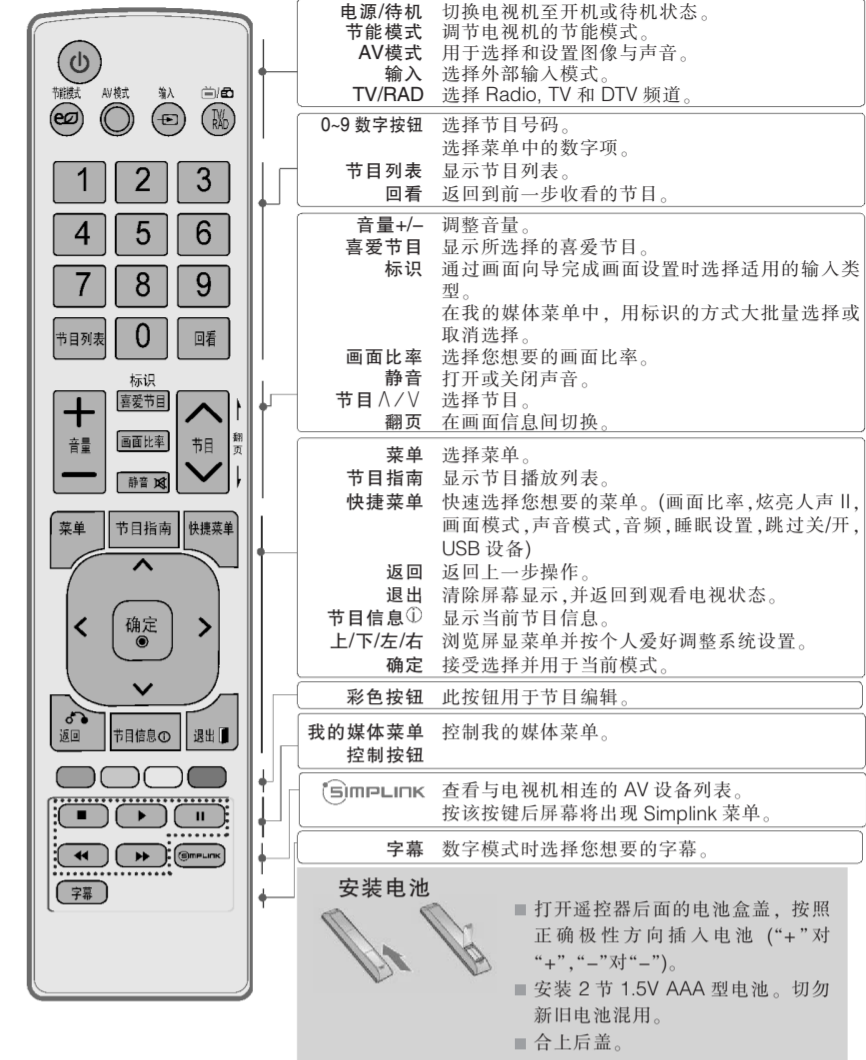 节能模式 AV 模式 输入
TV/
RAD
1 2 3
4 5 6
7 8 9
节目列表 0 回看
标识
喜爱节目
音量 画面比率 节目 翻页
静音
菜单 节目指南 快捷菜单
确定
返回 节目信息 退出
SIMPLINK
字幕
电源/待机 切换电视机至开机或待机状态。
节能模式 调节电视机的节能模式。
AV模式 用于选择和设置图像与声音。
输入 选择外部输入模式。
TV/RAD 选择 Radio, TV 和 DTV 频道。
0~9 数字按钮 选择节目号码。
选择菜单中的数字项。
节目列表 显示节目列表。
回看 返回到前一步收看的节目。
音量+/– 调整音量。
喜爱节目 显示所选择的喜爱节目。
标识 通过画面向导完成画面设置时选择适用的输入类
型。
在我的媒体菜单中，用标识的方式大批量选择或
取消选择。
画面比率 选择您想要的画面比率。
静音 打开或关闭声音。
节目∧/∨ 选择节目。
翻页 在画面信息间切换。
菜单 选择菜单。
节目指南 显示节目播放列表。
快捷菜单 快速选择您想要的菜单。(画面比率,炫亮人声 II,
画面模式,声音模式,音频,睡眠设置,跳过关/开,
USB 设备)
返回 返回上一步操作。
退出 清除屏幕显示,并返回到观看电视状态。
节目信息ⓘ 显示当前节目信息。
上/下/左/右 浏览屏显菜单并按个人爱好调整系统设置。
确定 接受选择并用于当前模式。
彩色按钮 此按钮用于节目编辑。
我的媒体菜单 控制我的媒体菜单。
控制按钮
SIMPLINK 查看与电视机相连的 AV 设备列表。
按该按键后屏幕将出现 Simplink 菜单。
字幕 数字模式时选择您想要的字幕。
安装电池
■ 打开遥控器后面的电池盒盖，按照
正确极性方向插入电池 (“+”对
“+”,“–”对“–”)。
■ 安装 2 节 1.5V AAA 型电池。切勿
新旧电池混用。
■ 合上后盖。